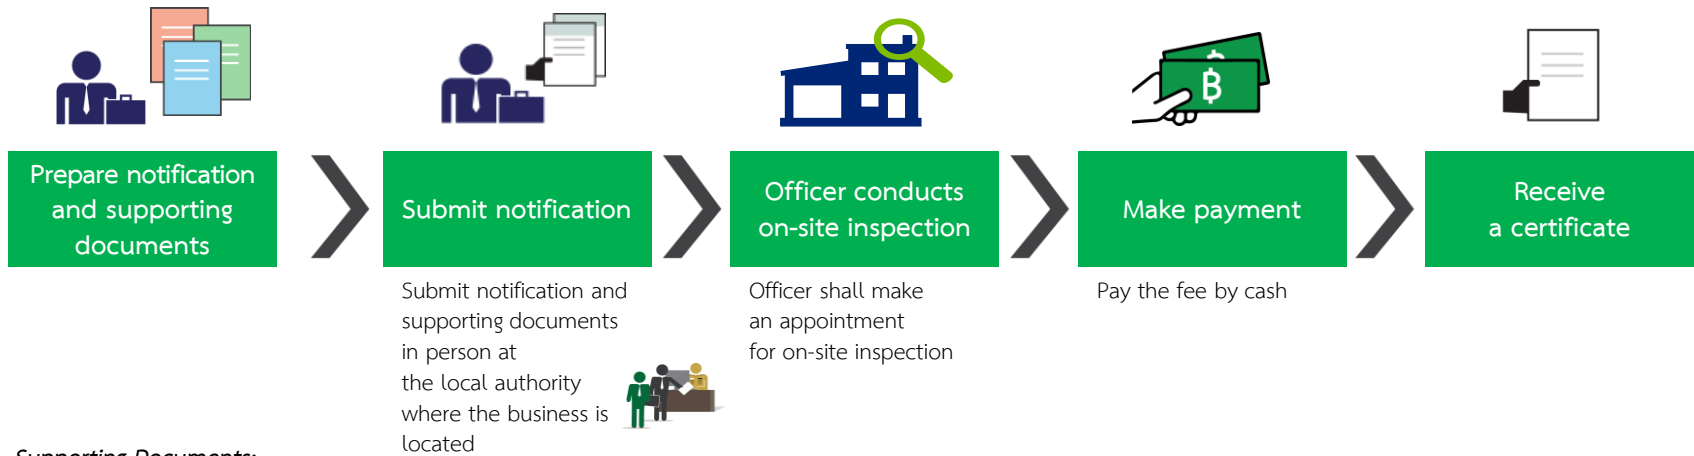 Prepare notification
and supporting
documents
Submit notification
Officer conducts
on-site inspection
Make payment
Receive
a certificate
Submit notification and
supporting documents
in person at
the local authority
where the business is
located
Officer shall make
an appointment
for on-site inspection
Pay the fee by cash
Supporting Documents: